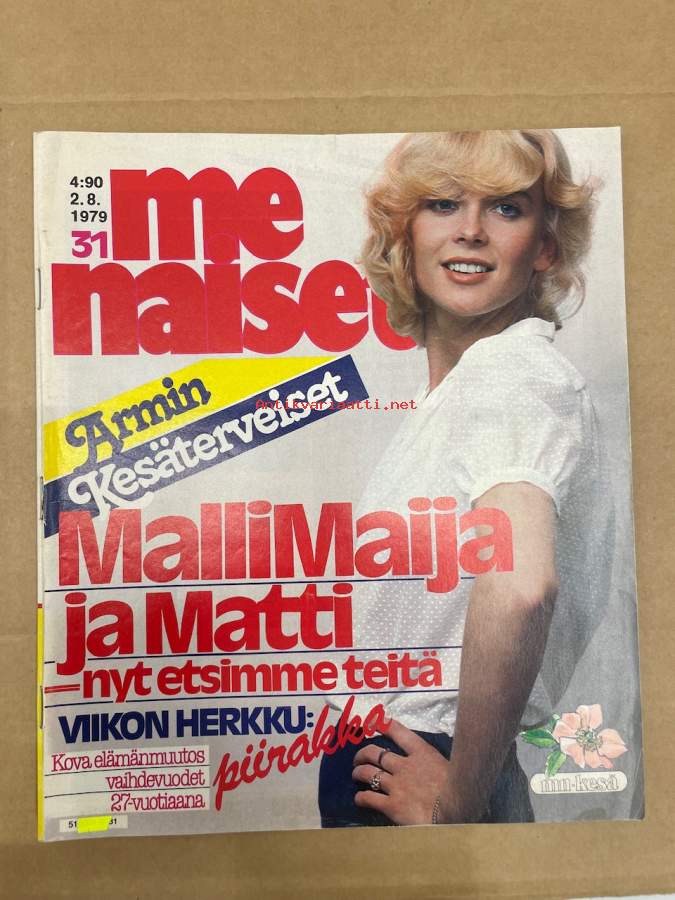 4:90
2.8.
1979
31
me
naiset
Armin
Kesäterveiset
Antikvariaatti.net
MalliMaija
ja Matti
—nyt etsimme teitä
VIIKON HERKKU:
piirakka
Kova elämänmuutos
vaihdevuodet
27-vuotiaana
mn-kesä